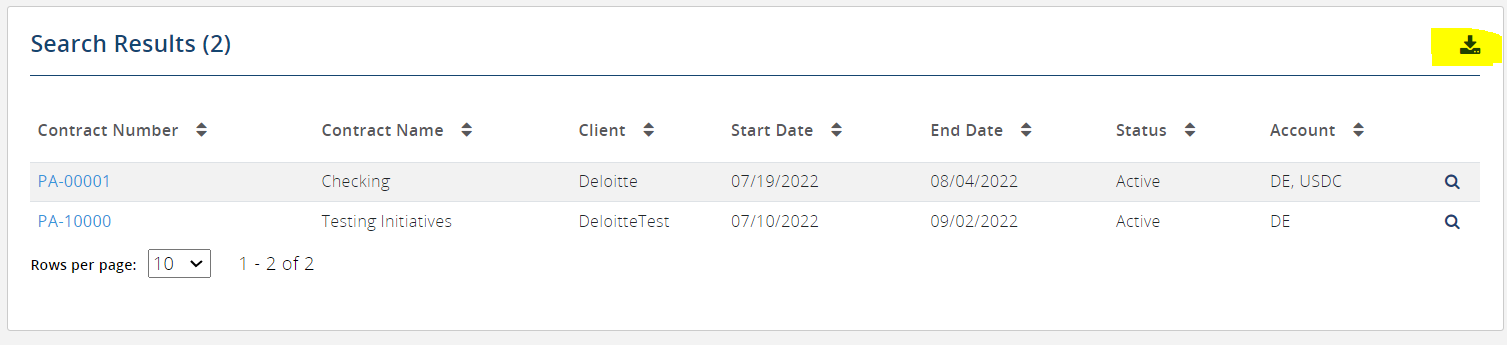 Search Results (2)
Contract Number Contract Name Client Start Date End Date Status Account
PA-00001 Checking Deloitte 07/19/2022 08/04/2022 Active DE, USDC
PA-10000 Testing Initiatives DeloitteTest 07/10/2022 09/02/2022 Active DE
Rows per page: 10 1 - 2 of 2